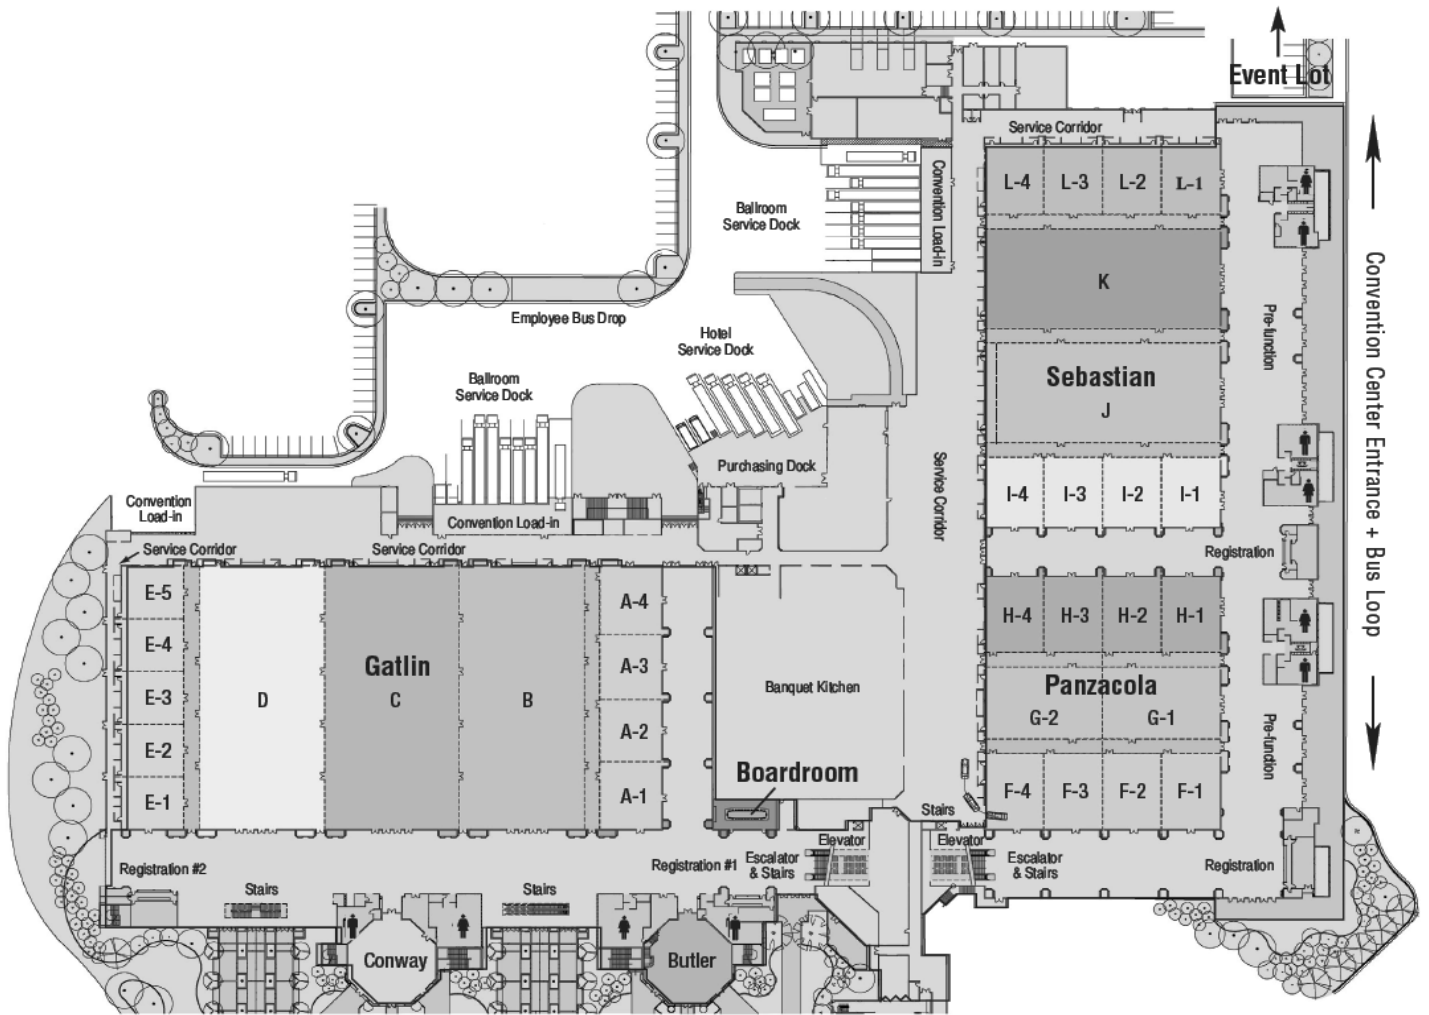 Event Lot
Service Corridor
L-4
L-3
L-2
L-1
Convention Load-in
Ballroom
Service Dock
K
Employee Bus Drop
Hotel
Service Dock
Pre-function
Convention Center Entrance + Bus Loop
Ballroom
Service Dock
Sebastian
J
Purchasing Dock
Service Corridor
I-4
I-3
I-2
I-1
Convention
Load-in
Convention Load-in
Service Corridor
Service Corridor
Registration
E-5
E-4
E-3
E-2
E-1
D
Gatlin
C
B
A-4
A-3
A-2
A-1
Banquet Kitchen
Boardroom
H-4
H-3
H-2
H-1
Panzacola
G-2
G-1
F-4
F-3
F-2
F-1
Pre-function
Stairs
Registration #2
Registration #1
Escalator
& Stairs
Elevator
Elevator
Escalator
& Stairs
Registration
Stairs
Stairs
Conway
Butler